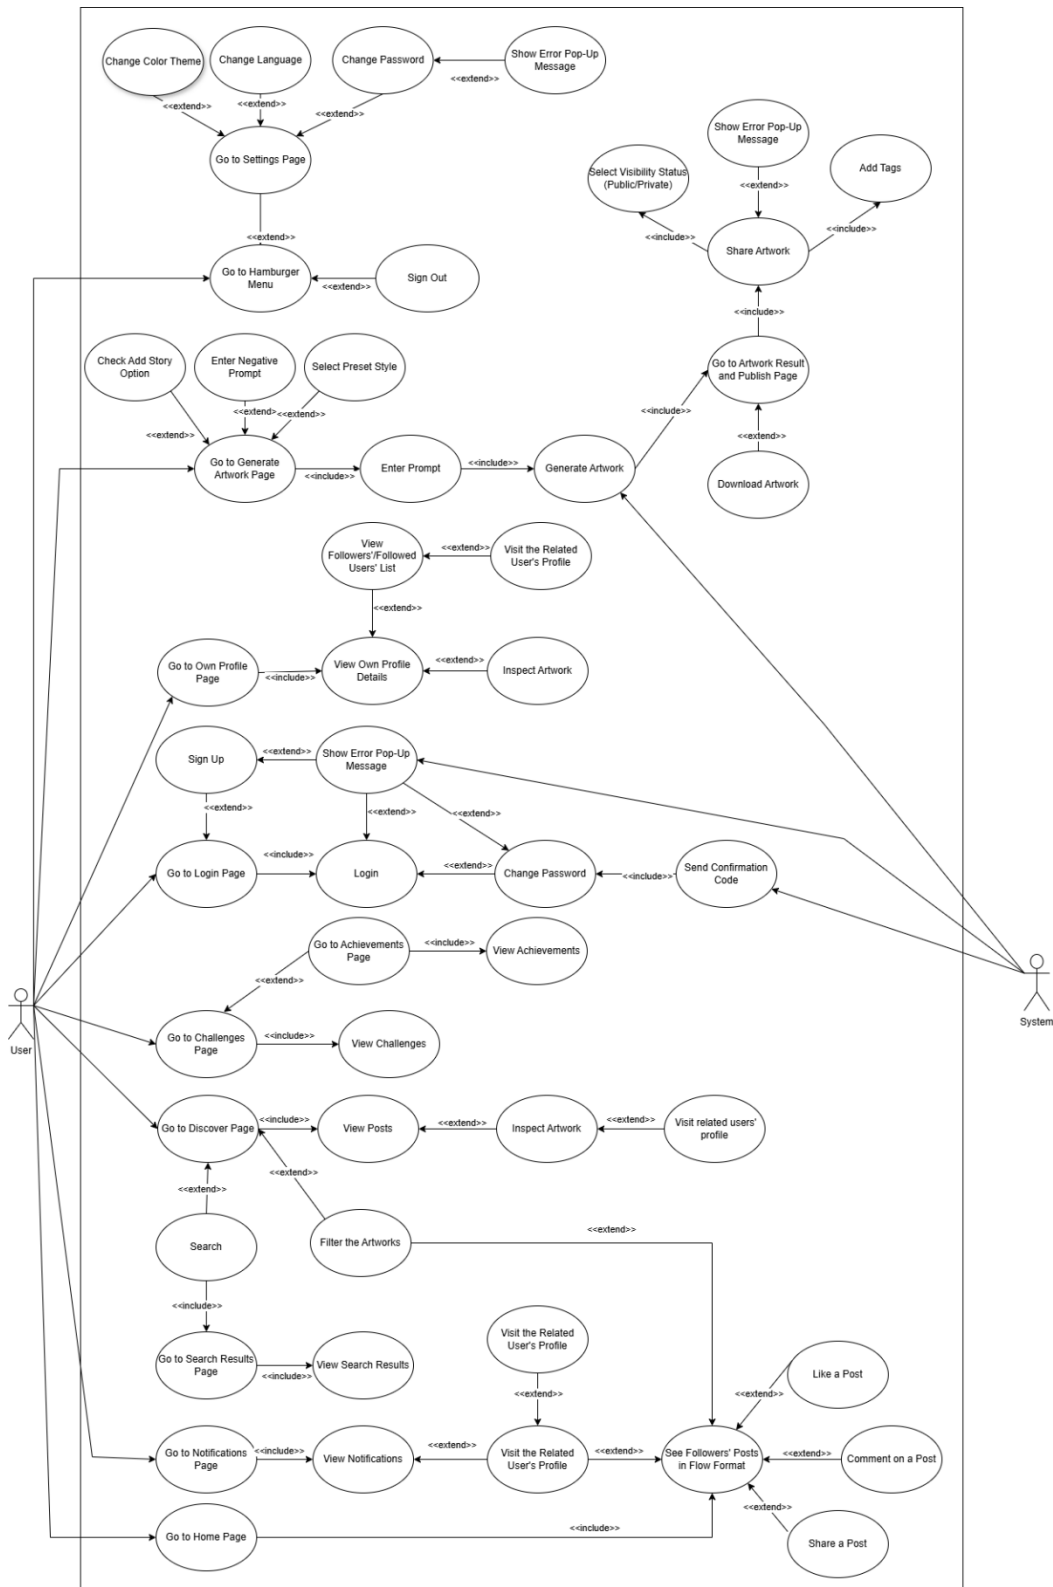 Change Color Theme
Change Language
Change Password
Show Error Pop-Up
Message
<<extend>>
<<extend>>
<<extend>>
<<extend>>
Go to Settings Page
<<extend>>
Go to Hamburger
Menu
<<extend>>
Sign Out
Show Error Pop-Up
Message
Select Visibility Status
(Public/Private)
Add Tags
<<extend>>
<<include>>
<<include>>
Share Artwork
<<include>>
Go to Artwork Result
and Publish Page
<<extend>>
Download Artwork
Check Add Story
Option
Enter Negative
Prompt
Select Preset Style
<<extend>>
<<extend>>
<<extend>>
Go to Generate
Artwork Page
<<include>>
Enter Prompt
<<include>>
Generate Artwork
<<include>>
View
Followers'/Followed
Users' List
<<extend>>
Visit the Related
User's Profile
<<extend>>
Go to Own Profile
Page
<<include>>
View Own Profile
Details
<<extend>>
Inspect Artwork
Sign Up
<<extend>>
Show Error Pop-Up
Message
<<extend>>
<<extend>>
<<extend>>
Go to Login Page
<<include>>
Login
<<extend>>
Change Password
<<include>>
Send Confirmation
Code
Go to Achievements
Page
<<include>>
View Achievements
<<extend>>
Go to Challenges
Page
<<include>>
View Challenges
User
System
Go to Discover Page
<<include>>
View Posts
<<extend>>
Inspect Artwork
<<extend>>
Visit related users'
profile
<<extend>>
<<extend>>
Search
Filter the Artworks
<<extend>>
<<include>>
Go to Search Results
Page
<<include>>
View Search Results
Visit the Related
User's Profile
<<extend>>
Like a Post
<<extend>>
Go to Notifications
Page
<<include>>
View Notifications
<<extend>>
Visit the Related
User's Profile
<<extend>>
See Followers' Posts
in Flow Format
<<extend>>
Comment on a Post
<<extend>>
Share a Post
Go to Home Page
<<include>>